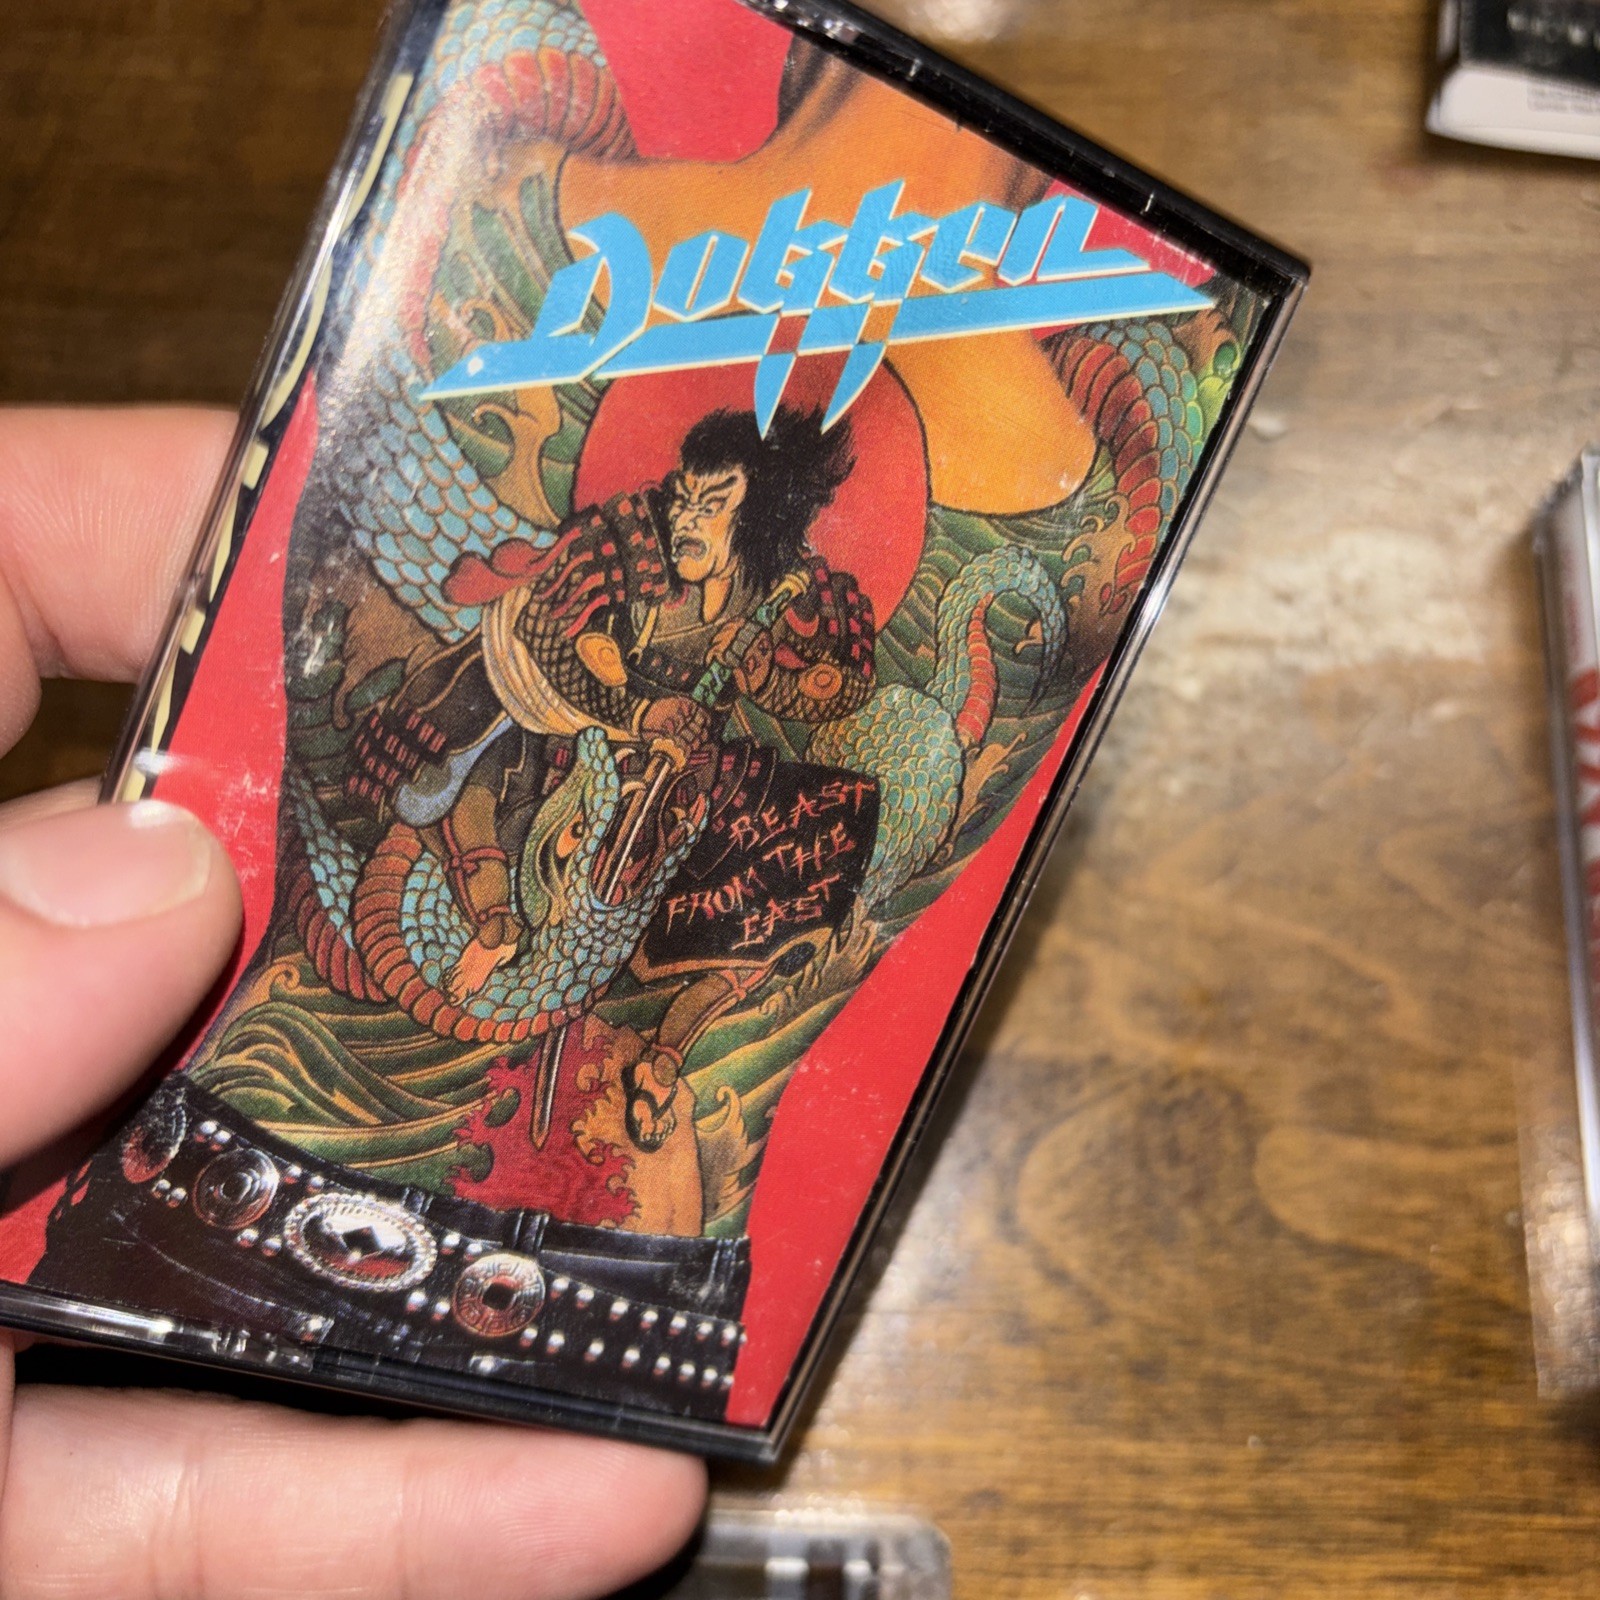 Dokken
BEAST
FROM THE
EAST